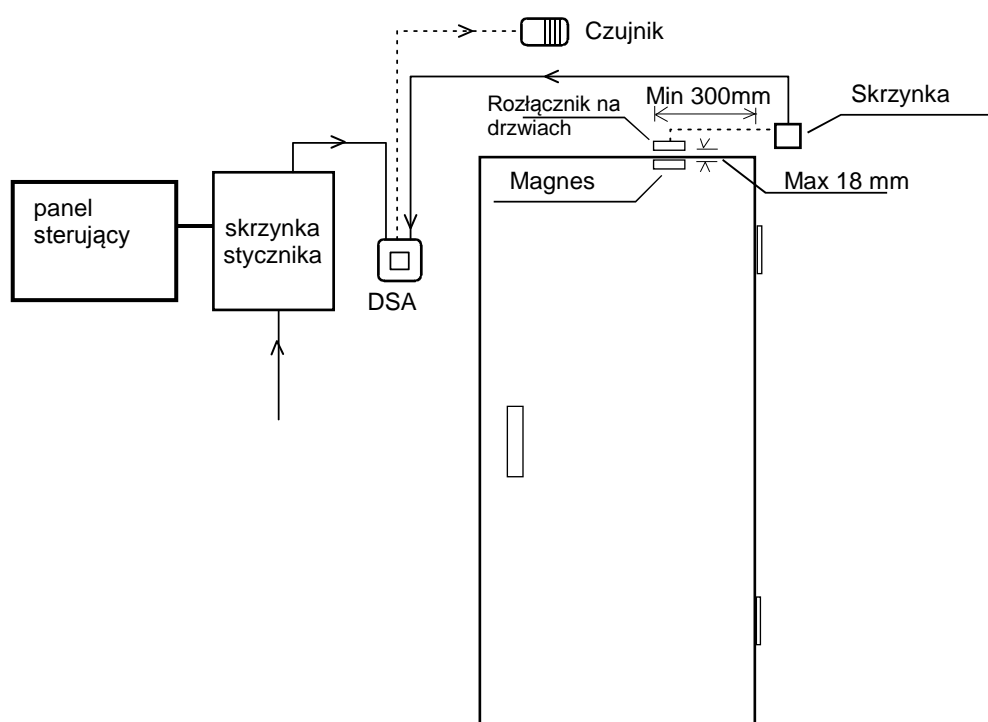 Czujnik
Rozłącznik na
drzwiach
Min 300mm
Skrzynka
Magnes
Max 18 mm
panel
sterujący
skrzynka
stycznika
DSA